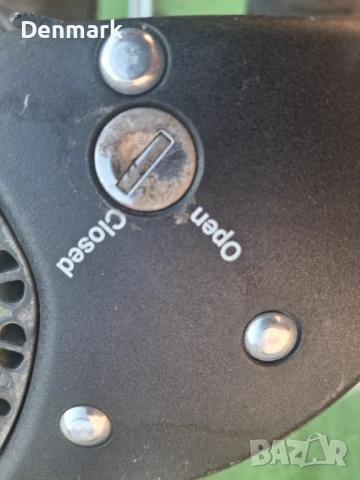 Denmark
Open
Closed
BAZAR